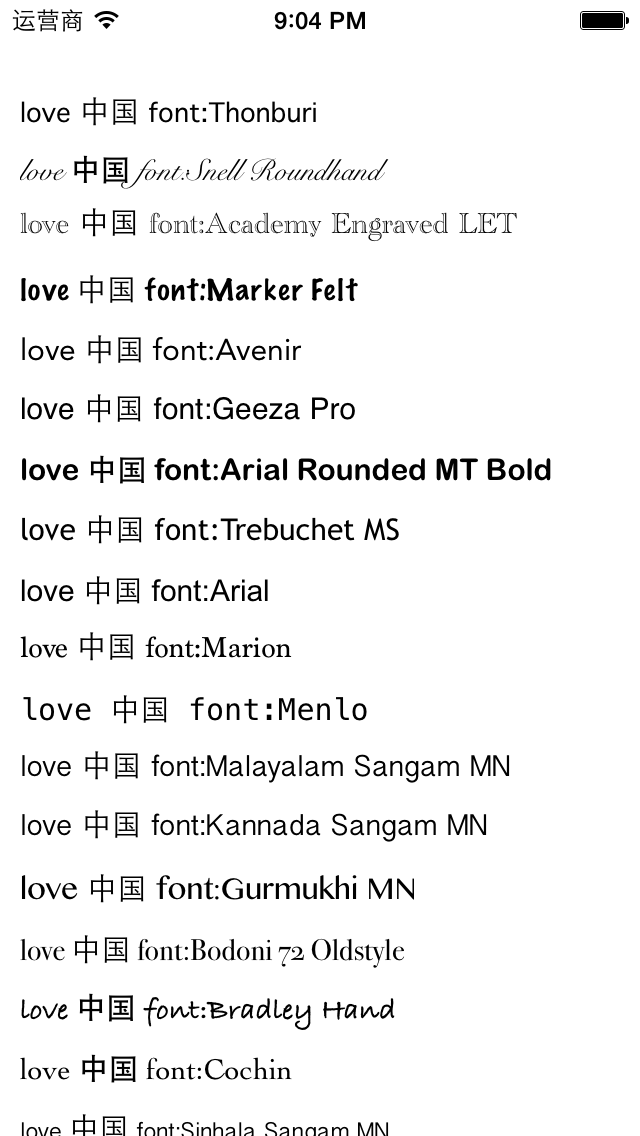 运营商 9:04 PM
love 中国 font:Thonburi
love 中国 font:Snell Roundhand
love 中国 font:Academy Engraved LET
love 中国 font:Marker Felt
love 中国 font:Avenir
love 中国 font:Geeza Pro
love 中国 font:Arial Rounded MT Bold
love 中国 font:Trebuchet MS
love 中国 font:Arial
love 中国 font:Marion
love 中国 font:Menlo
love 中国 font:Malayalam Sangam MN
love 中国 font:Kannada Sangam MN
love 中国 font:Gurmukhi MN
love 中国 font:Bodoni 72 Oldstyle
love 中国 font:Bradley Hand
love 中国 font:Cochin
love 中国 font:Sinhala Sangam MN